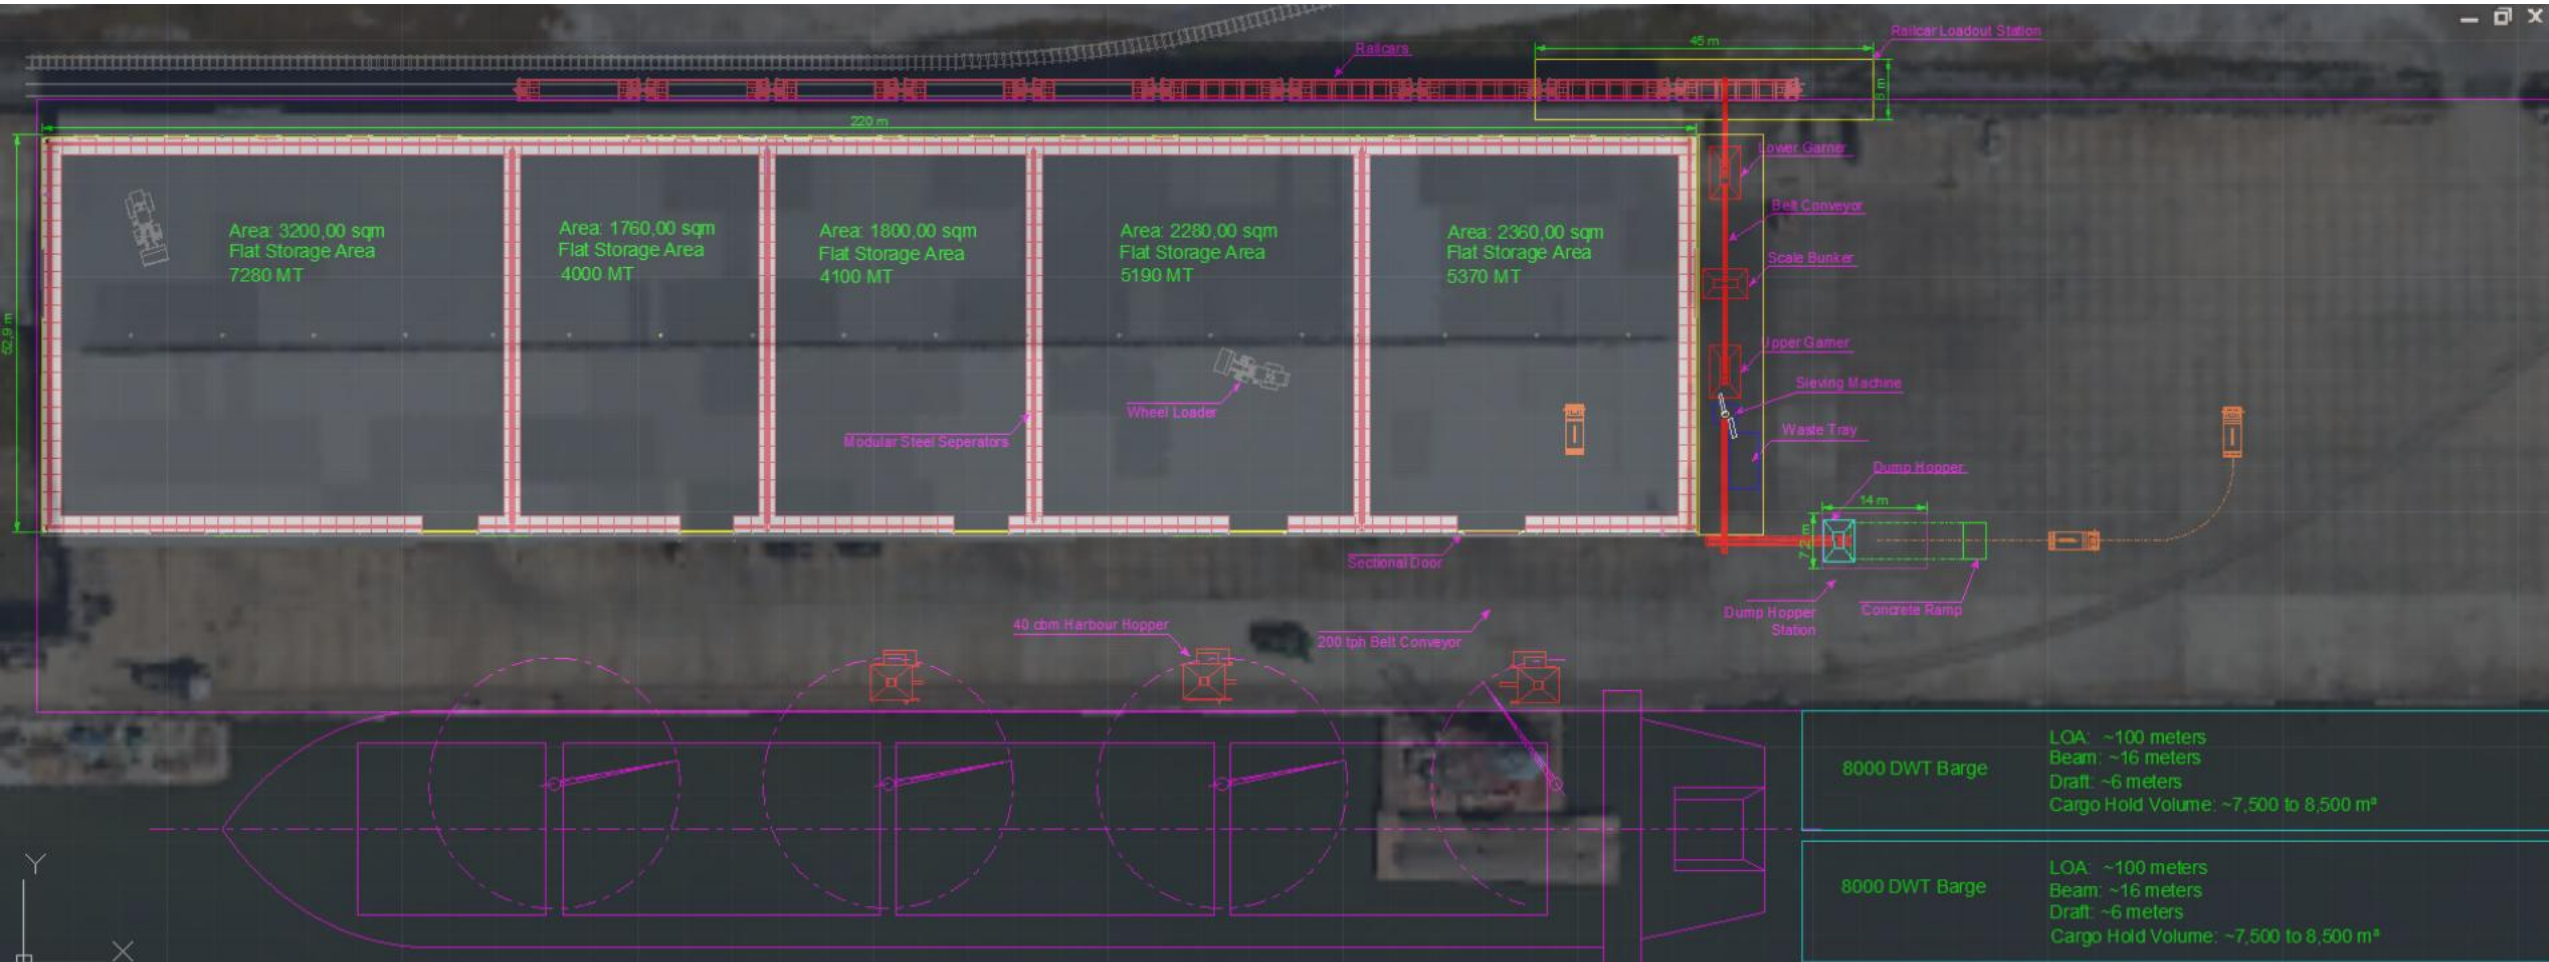 Railcar Loadout Station
45 m
Railcars
8 m
220 m
Lower Garner
Belt Conveyor
Area: 3200,00 sqm
Flat Storage Area
7280 MT
Area: 1760,00 sqm
Flat Storage Area
4000 MT
Area: 1800,00 sqm
Flat Storage Area
4100 MT
Area: 2280,00 sqm
Flat Storage Area
5190 MT
Area: 2360,00 sqm
Flat Storage Area
5370 MT
Scale Bunker
52,9 m
Upper Garner
Sieving Machine
Wheel Loader
Modular Steel Seperators
Waste Tray
Dump Hopper
14 m
7,2 m
Sectional Door
Dump Hopper
Station
Concrete Ramp
40 cbm Harbour Hopper
200 tph Belt Conveyor
8000 DWT Barge
LOA: ~100 meters
Beam: ~16 meters
Draft: ~6 meters
Cargo Hold Volume: ~7,500 to 8,500 m³
8000 DWT Barge
LOA: ~100 meters
Beam: ~16 meters
Draft: ~6 meters
Cargo Hold Volume: ~7,500 to 8,500 m³
Y
X